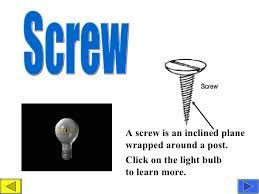 Screw
Screw
A screw is an inclined plane
wrapped around a post.
Click on the light bulb
to learn more.